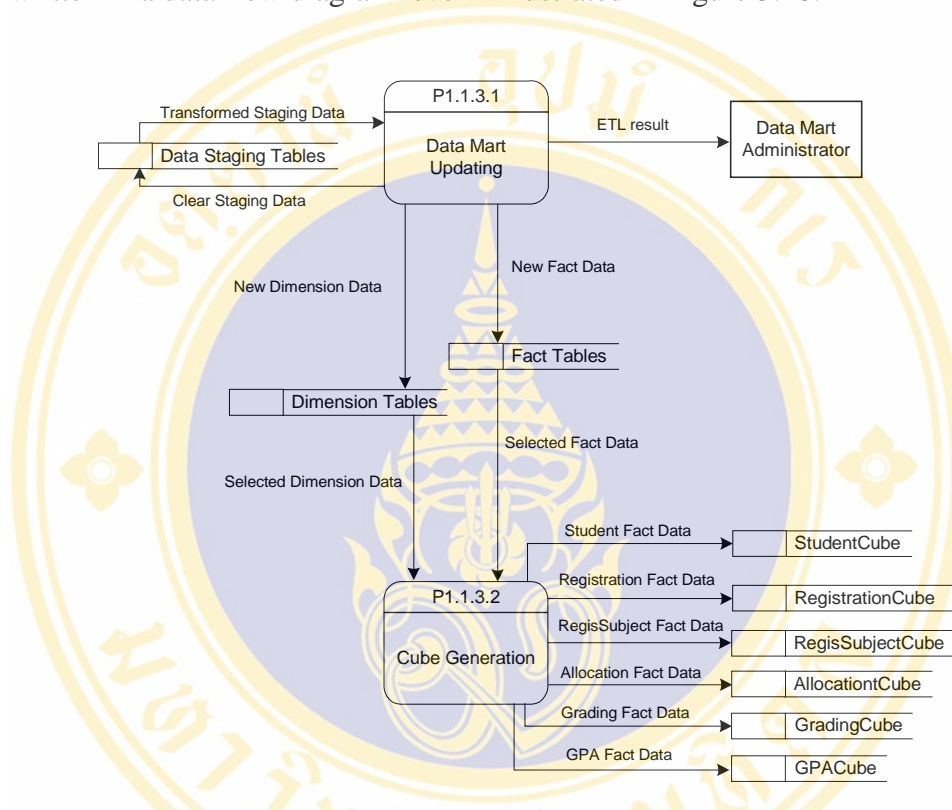 P1.1.3.1
Transformed Staging Data
ETL result
Data Mart
Updating
Data Mart
Administrator
Data Staging Tables
Clear Staging Data
New Dimension Data
New Fact Data
Fact Tables
Dimension Tables
Selected Fact Data
Selected Dimension Data
Student Fact Data
StudentCube
P1.1.3.2
Registration Fact Data
RegistrationCube
RegisSubject Fact Data
RegisSubjectCube
Cube Generation
Allocation Fact Data
AllocationtCube
Grading Fact Data
GradingCube
GPA Fact Data
GPACube